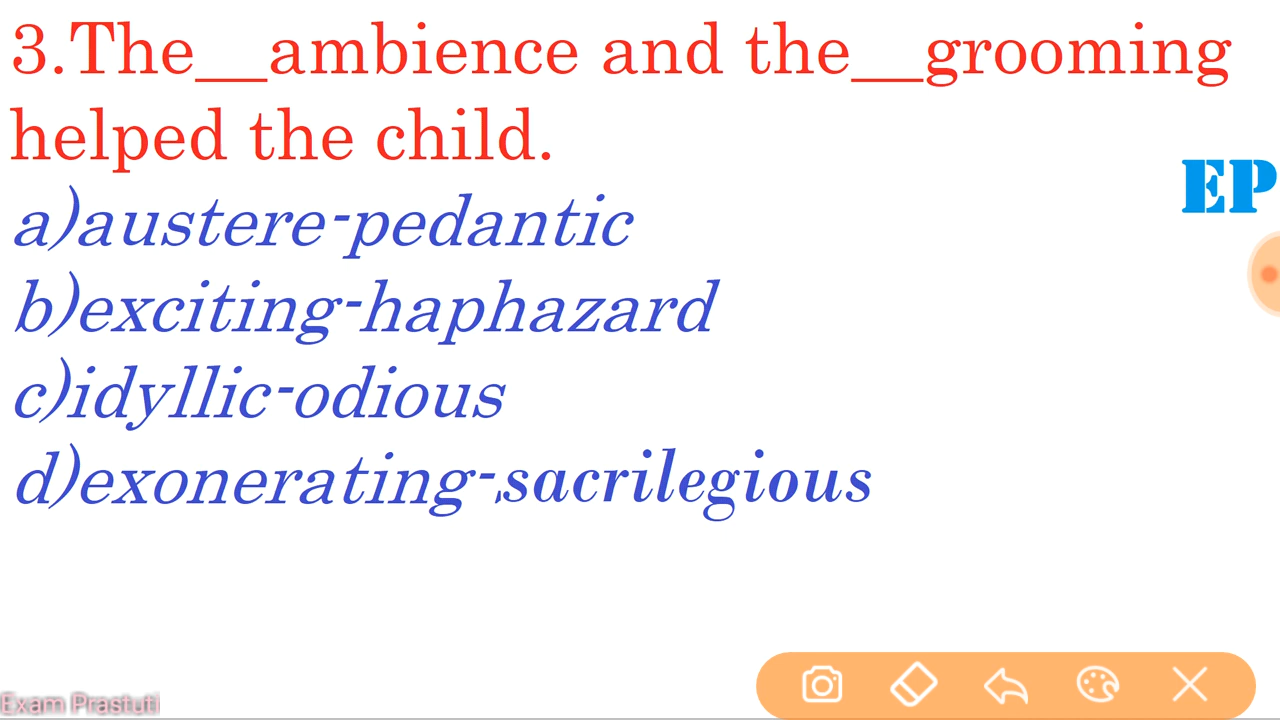 3.The__ambience and the__grooming
helped the child.
EP
a)austere-pedantic
b)exciting-haphazard
c)idyllic-odious
d)exonerating-,sacrilegious
Exam Prastuti